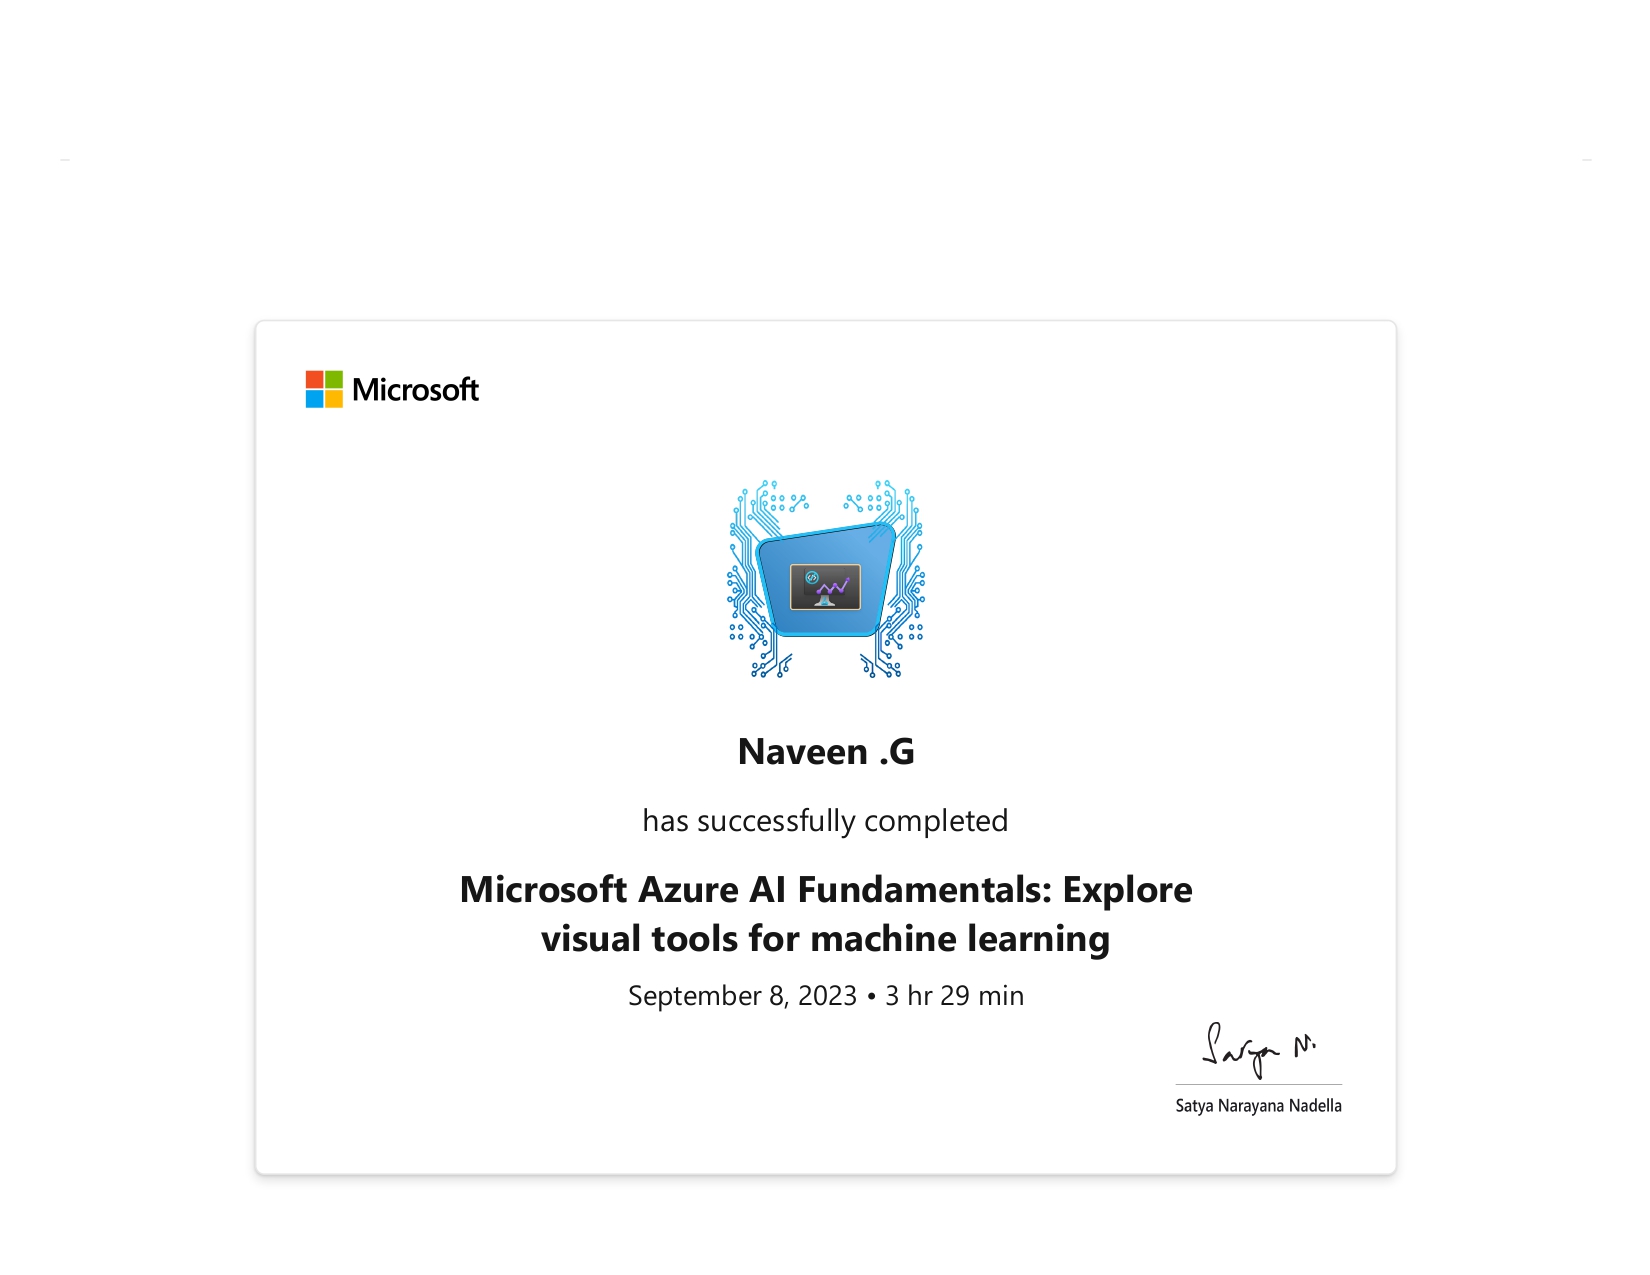 Microsoft
Naveen .G
has successfully completed
Microsoft Azure AI Fundamentals: Explore
visual tools for machine learning
September 8, 2023 • 3 hr 29 min
Satya N.
Satya Narayana Nadella